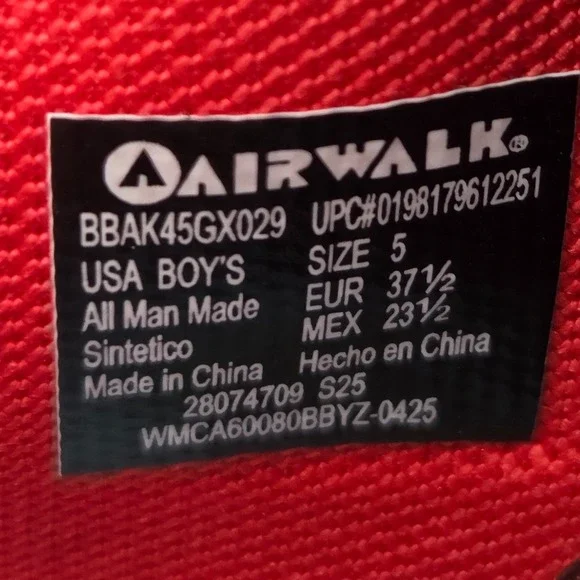 AIRWALK®
BBAK45GX029 UPC#0198179612251
USA BOY'S SIZE 5
All Man Made EUR 37½
Sintetico MEX 23½
Made in China Hecho en China
28074709 S25
WMCA60080BBYZ-0425